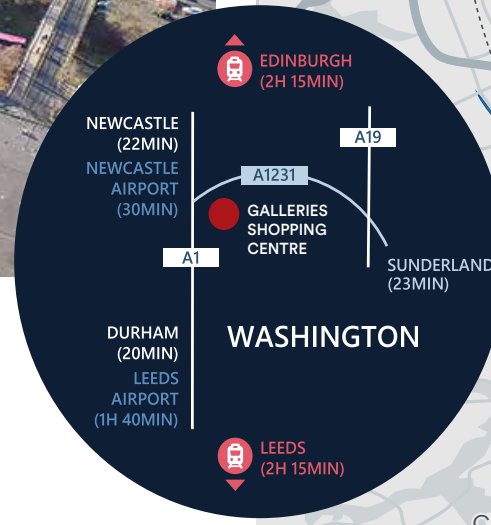 EDINBURGH
(2H 15MIN)
NEWCASTLE
(22MIN)
NEWCASTLE
AIRPORT
(30MIN)
A19
A1231
GALLERIES
SHOPPING
CENTRE
A1
SUNDERLAND
(23MIN)
DURHAM
(20MIN)
WASHINGTON
LEEDS
AIRPORT
(1H 40MIN)
LEEDS
(2H 15MIN)